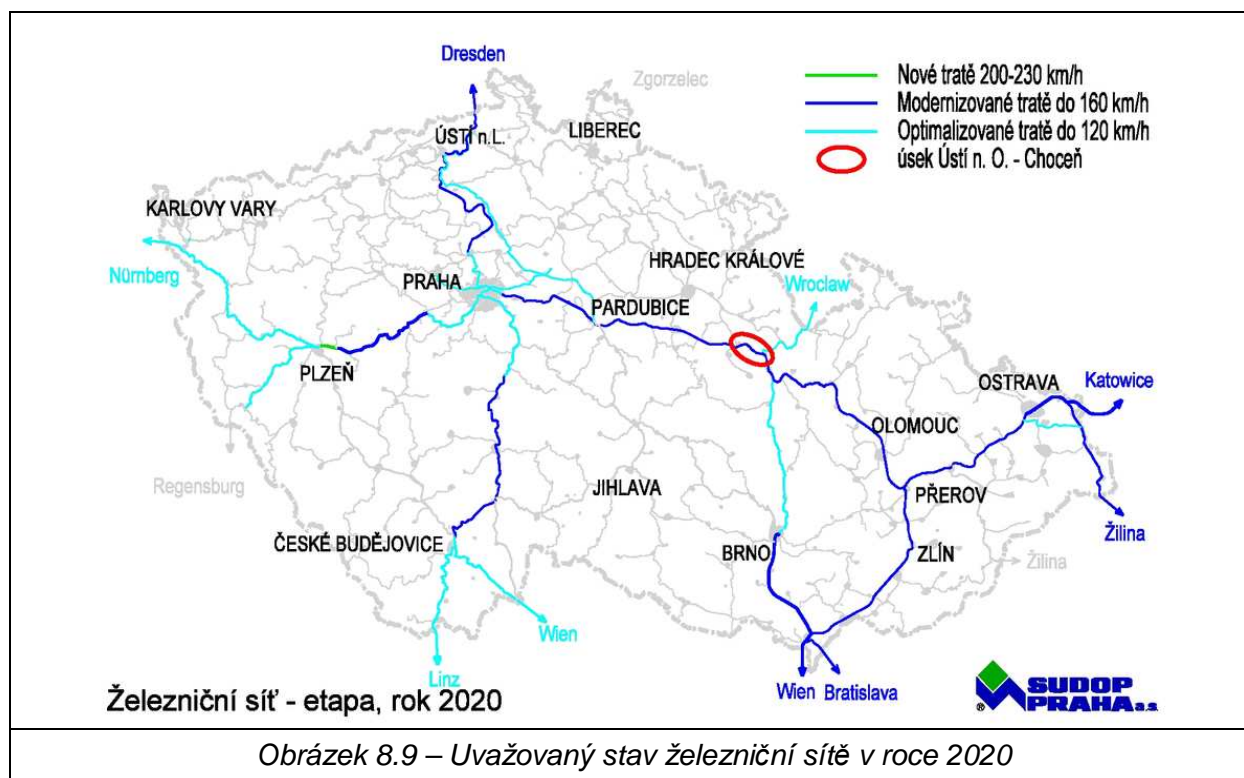 Dresden
Zgorzelec
Nové tratě 200-230 km/h
Modernizované tratě do 160 km/h
Optimalizované tratě do 120 km/h
úsek Ústí n. O. - Choceň
ÚSTÍ n.L.
LIBEREC
KARLOVY VARY
Nürnberg
PRAHA
HRADEC KRÁLOVÉ
Wroclaw
PARDUBICE
PLZEŇ
OSTRAVA
Katowice
OLOMOUC
Regensburg
JIHLAVA
PŘEROV
Žilina
ČESKÉ BUDĚJOVICE
BRNO
ZLÍN
Žilina
Wien
Linz
Wien
Bratislava
Železniční síť - etapa, rok 2020
SUDOP
PRAHA a.s.
®
Obrázek 8.9 – Uvažovaný stav železniční sítě v roce 2020